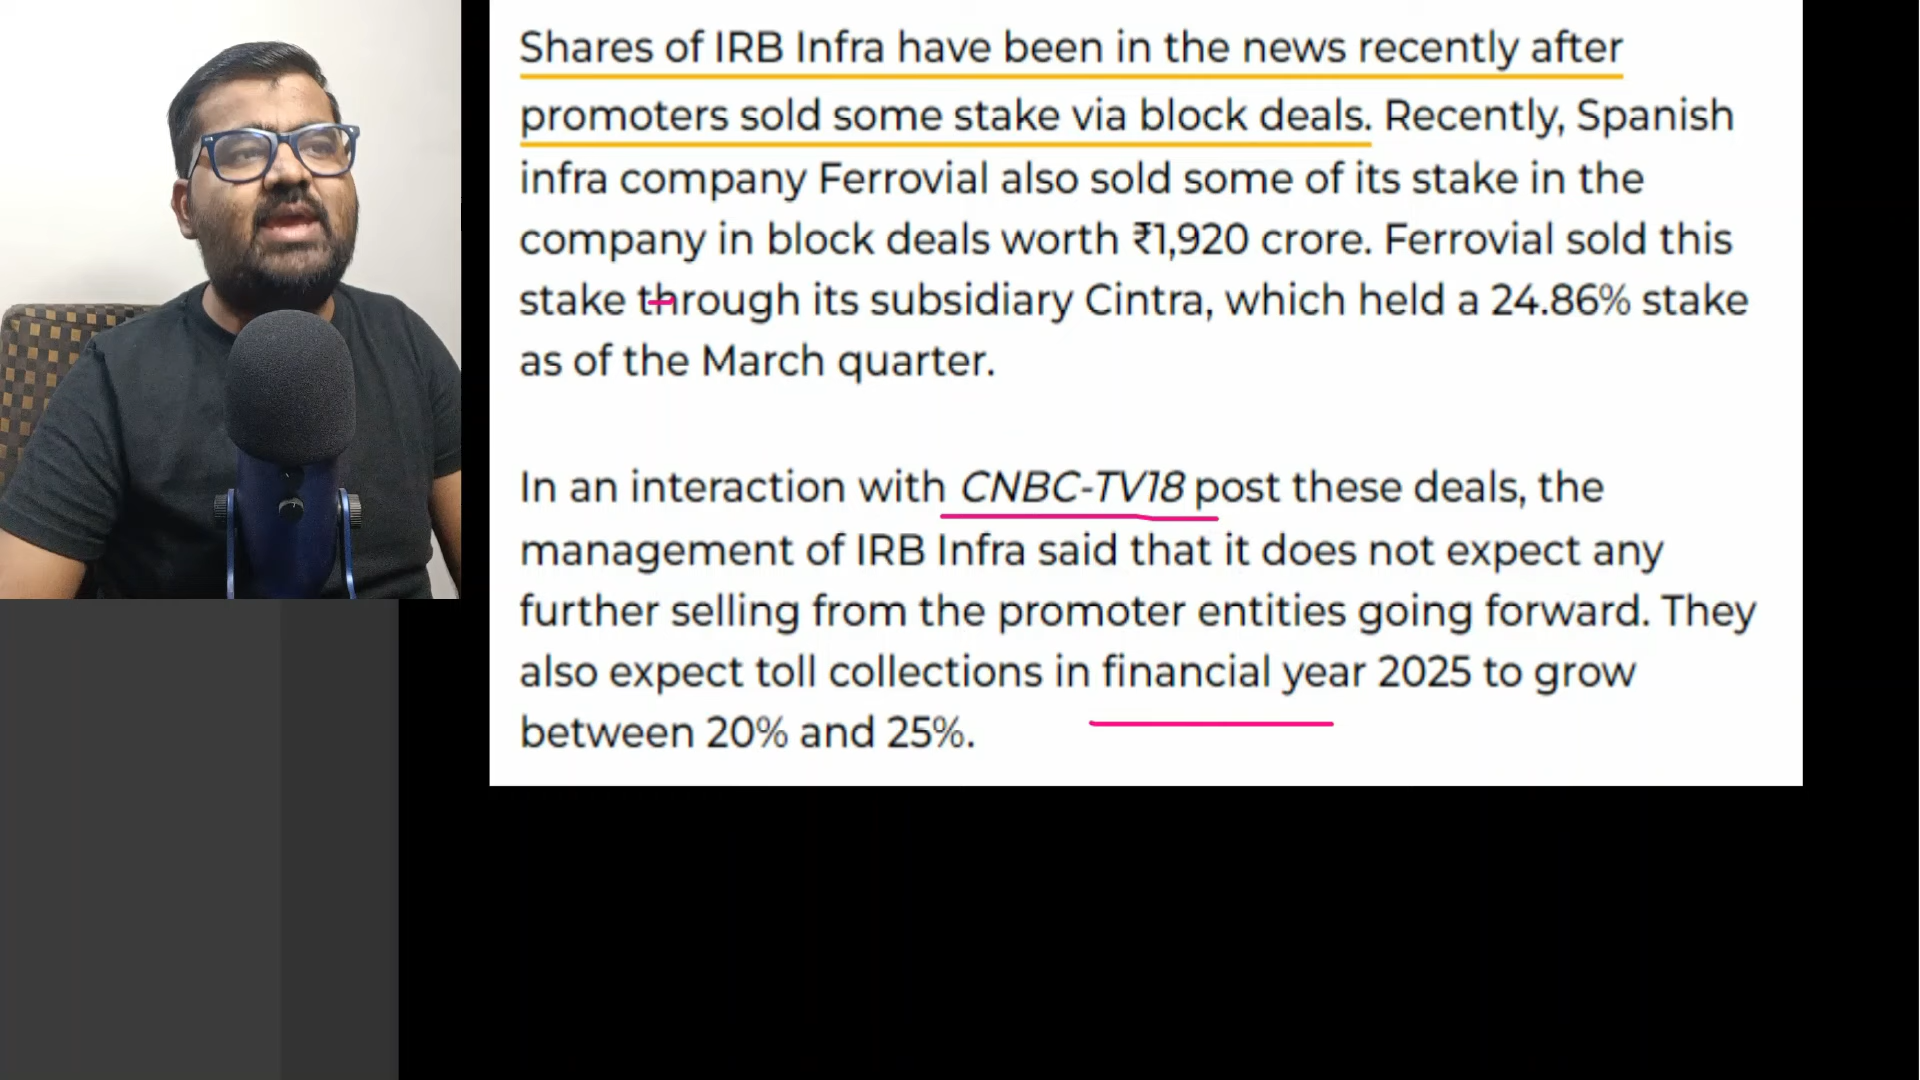 Shares of IRB Infra have been in the news recently after
promoters sold some stake via block deals. Recently, Spanish
infra company Ferrovial also sold some of its stake in the
company in block deals worth ₹1,920 crore. Ferrovial sold this
stake through its subsidiary Cintra, which held a 24.86% stake
as of the March quarter.
In an interaction with CNBC-TV18 post these deals, the
management of IRB Infra said that it does not expect any
further selling from the promoter entities going forward. They
also expect toll collections in financial year 2025 to grow
between 20% and 25%.